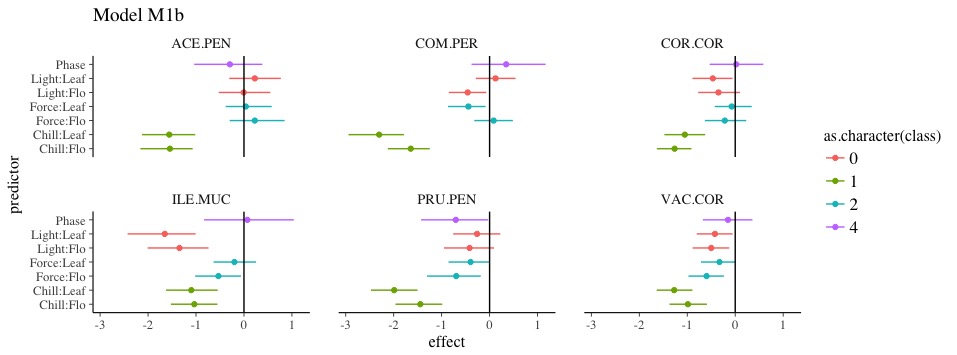 Model M1b
ACE.PEN
COM.PER
COR.COR
Phase
Light:Leaf
Light:Flo
Force:Leaf
Force:Flo
Chill:Leaf
Chill:Flo
predictor
as.character(class)
0
1
2
4
ILE.MUC
PRU.PEN
VAC.COR
Phase
Light:Leaf
Light:Flo
Force:Leaf
Force:Flo
Chill:Leaf
Chill:Flo
-3 -2 -1 0 1
-3 -2 -1 0 1
-3 -2 -1 0 1
effect